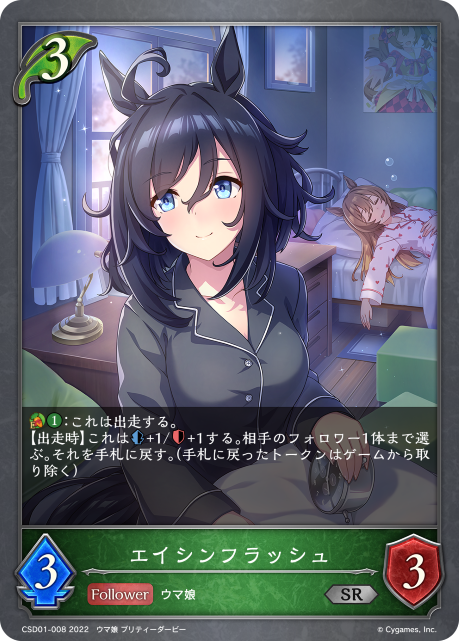 3
1：これは出走する。
【出走時】これは+1/+1する。相手のフォロワー1体まで選
ぶ。それを手札に戻す。(手札に戻ったトークンはゲームから取
り除く)
エイシンフラッシュ
3
Follower ウマ娘
SR
3
CSD01-008 2022 ウマ娘 プリティーダービー
© Cygames, Inc.